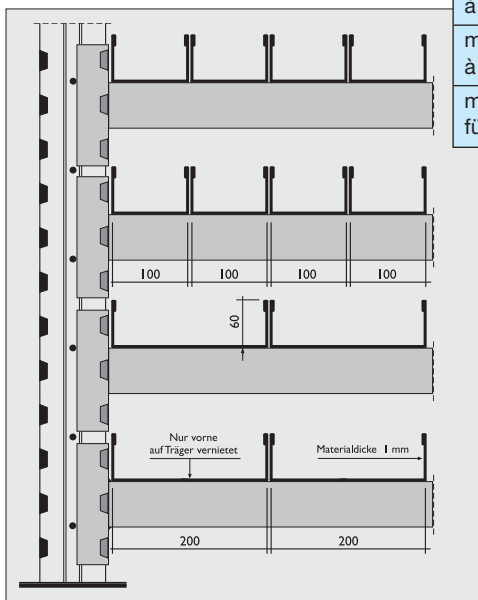 à
m
à
m
fü
100 100 100 100
60
Nur vorne
auf Träger vernietet
Materialdicke 1 mm
200 200